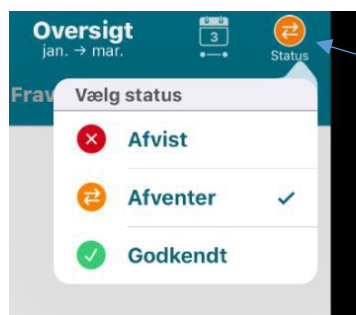 Oversigt
jan. → mar.
3
Status
Frav
Vælg status
Afvist
Afventer
Godkendt